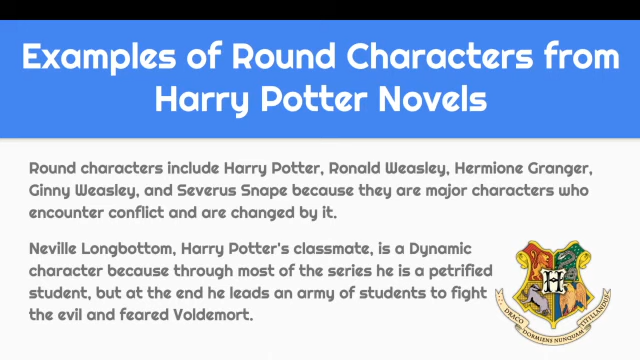 Examples of Round Characters from
Harry Potter Novels
Round characters include Harry Potter, Ronald Weasley, Hermione Granger,
Ginny Weasley, and Severus Snape because they are major characters who
encounter conflict and are changed by it.
Neville Longbottom, Harry Potter's classmate, is a Dynamic
character because through most of the series he is a petrified
student, but at the end he leads an army of students to fight
the evil and feared Voldemort.
H
DRACO DORMIENS NUNQUAM TITILLANDUS